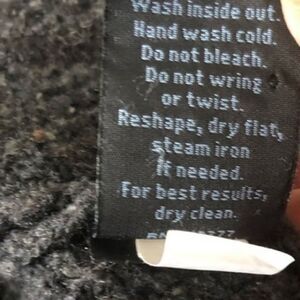 Wash inside out.
Hand wash cold.
Do not bleach.
Do not wring
or twist.
Reshape, dry flat,
steam iron
if needed.
For best results,
dry clean.